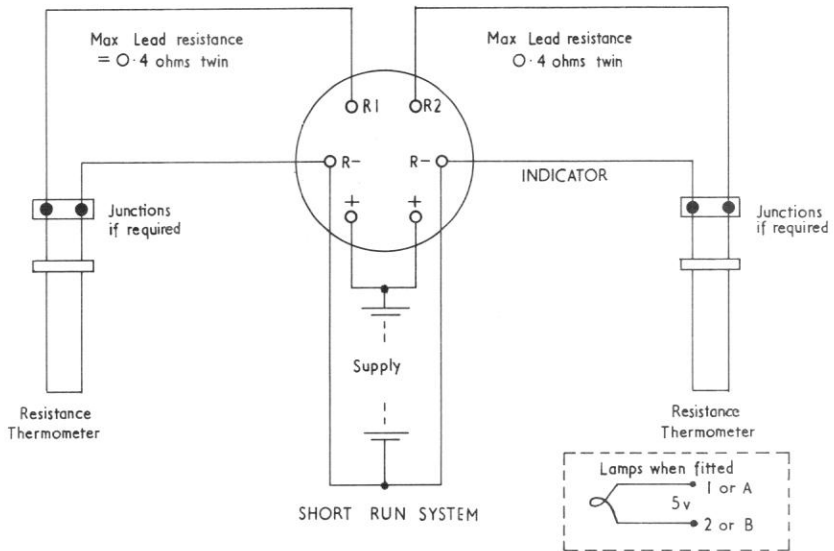 Max Lead resistance
= 0·4 ohms twin
Max Lead resistance
0·4 ohms twin
R1
R2
R-
R-
INDICATOR
+
+
Junctions
if required
Junctions
if required
Supply
Resistance
Thermometer
Resistance
Thermometer
SHORT RUN SYSTEM
Lamps when fitted
1 or A
5v
2 or B